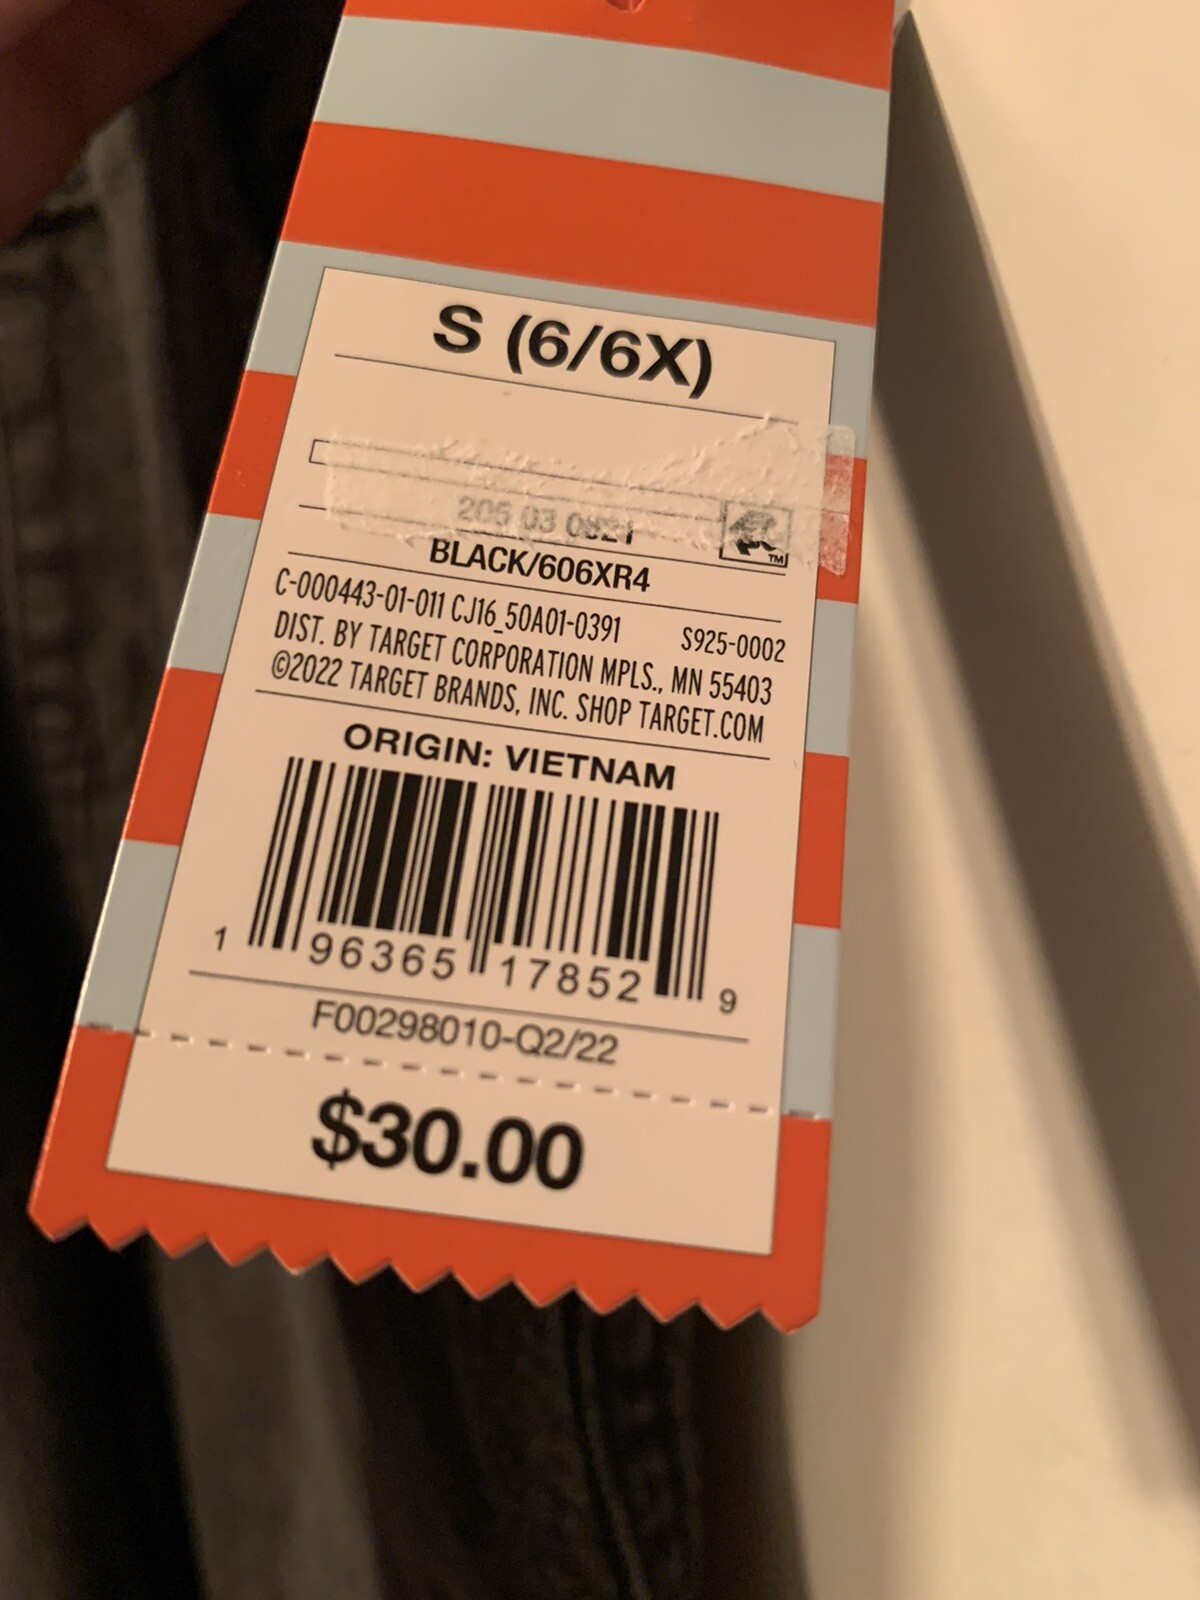 S (6/6X)
205 03 0821
BLACK/606XR4
C-000443-01-011 CJ16_50A01-0391 S925-0002
DIST. BY TARGET CORPORATION MPLS., MN 55403
©2022 TARGET BRANDS, INC. SHOP TARGET.COM
ORIGIN: VIETNAM
1 96365 17852 9
F00298010-Q2/22
$30.00